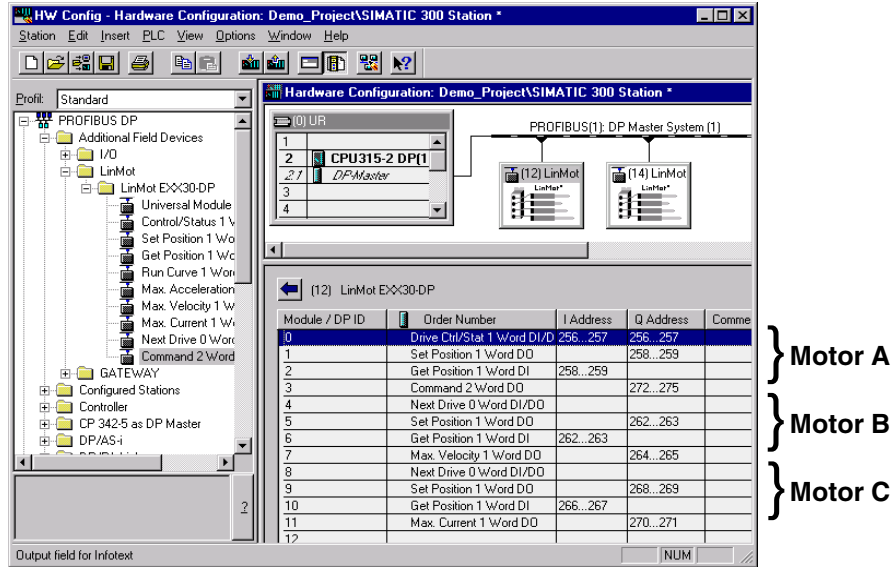 HW Config - Hardware Configuration: Demo_Project\SIMATIC 300 Station *
Station Edit Insert PLC View Options Window Help
Profil: Standard
PROFIBUS DP
Additional Field Devices
I/O
LinMot
LinMot EXX30-DP
Universal Module
Control/Status 1 W
Set Position 1 Wo
Get Position 1 Wo
Run Curve 1 Word
Max. Acceleration
Max. Velocity 1 W
Max. Current 1 W
Next Drive 0 Word
Command 2 Word
GATEWAY
Configured Stations
Controller
CP 342-5 as DP Master
DP/AS-i
?
Hardware Configuration: Demo_Project\SIMATIC 300 Station *
(0) UR
1
2 CPU315-2 DP(1
2.1 DP-Master
3
4
PROFIBUS(1): DP Master System (1)
(12) LinMot
LinMot*
(14) LinMot
LinMot*
(12) LinMot EXX30-DP
Module / DP ID Order Number I Address Q Address Comme
0 Drive Ctrl/Stat 1 Word DI/D 256...257 256...257
1 Set Position 1 Word DO 258...259
2 Get Position 1 Word DI 258...259
3 Command 2 Word DO 272...275
4 Next Drive 0 Word DI/DO
5 Set Position 1 Word DO 262...263
6 Get Position 1 Word DI 262...263
7 Max. Velocity 1 Word DO 264...265
8 Next Drive 0 Word DI/DO
9 Set Position 1 Word DO 268...269
10 Get Position 1 Word DI 266...267
11 Max. Current 1 Word DO 270...271
12
} Motor A
} Motor B
} Motor C
Output field for Infotext
NUM